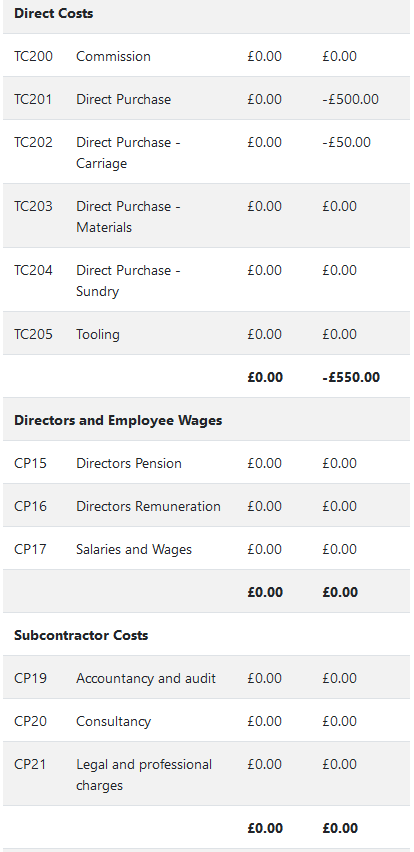 Direct Costs
TC200 Commission £0.00 £0.00
TC201 Direct Purchase £0.00 -£500.00
TC202 Direct Purchase - £0.00 -£50.00
Carriage
TC203 Direct Purchase - £0.00 £0.00
Materials
TC204 Direct Purchase - £0.00 £0.00
Sundry
TC205 Tooling £0.00 £0.00
£0.00 -£550.00
Directors and Employee Wages
CP15 Directors Pension £0.00 £0.00
CP16 Directors Remuneration £0.00 £0.00
CP17 Salaries and Wages £0.00 £0.00
£0.00 £0.00
Subcontractor Costs
CP19 Accountancy and audit £0.00 £0.00
CP20 Consultancy £0.00 £0.00
CP21 Legal and professional £0.00 £0.00
charges
£0.00 £0.00